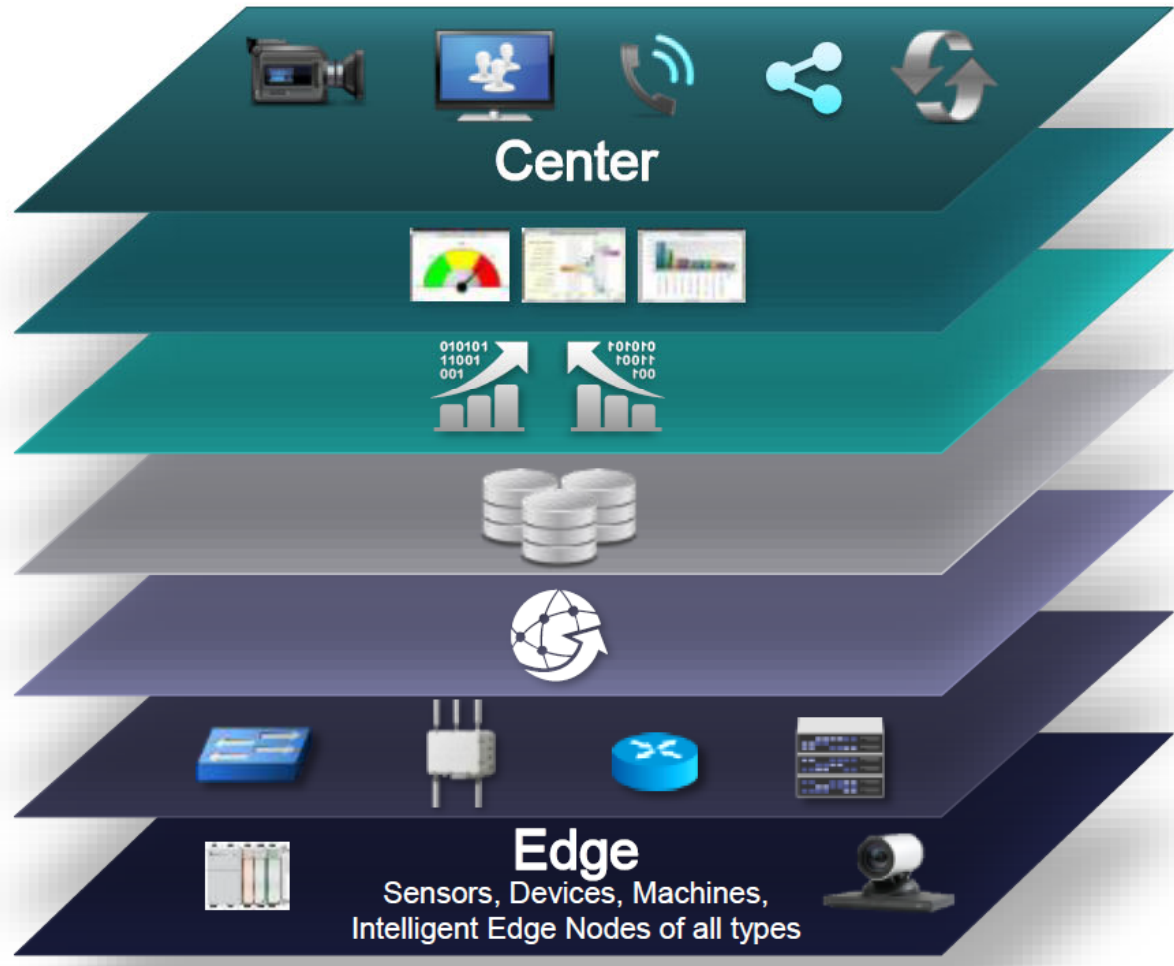 Center
010101
11001
001
010101
11001
001
Edge
Sensors, Devices, Machines,
Intelligent Edge Nodes of all types